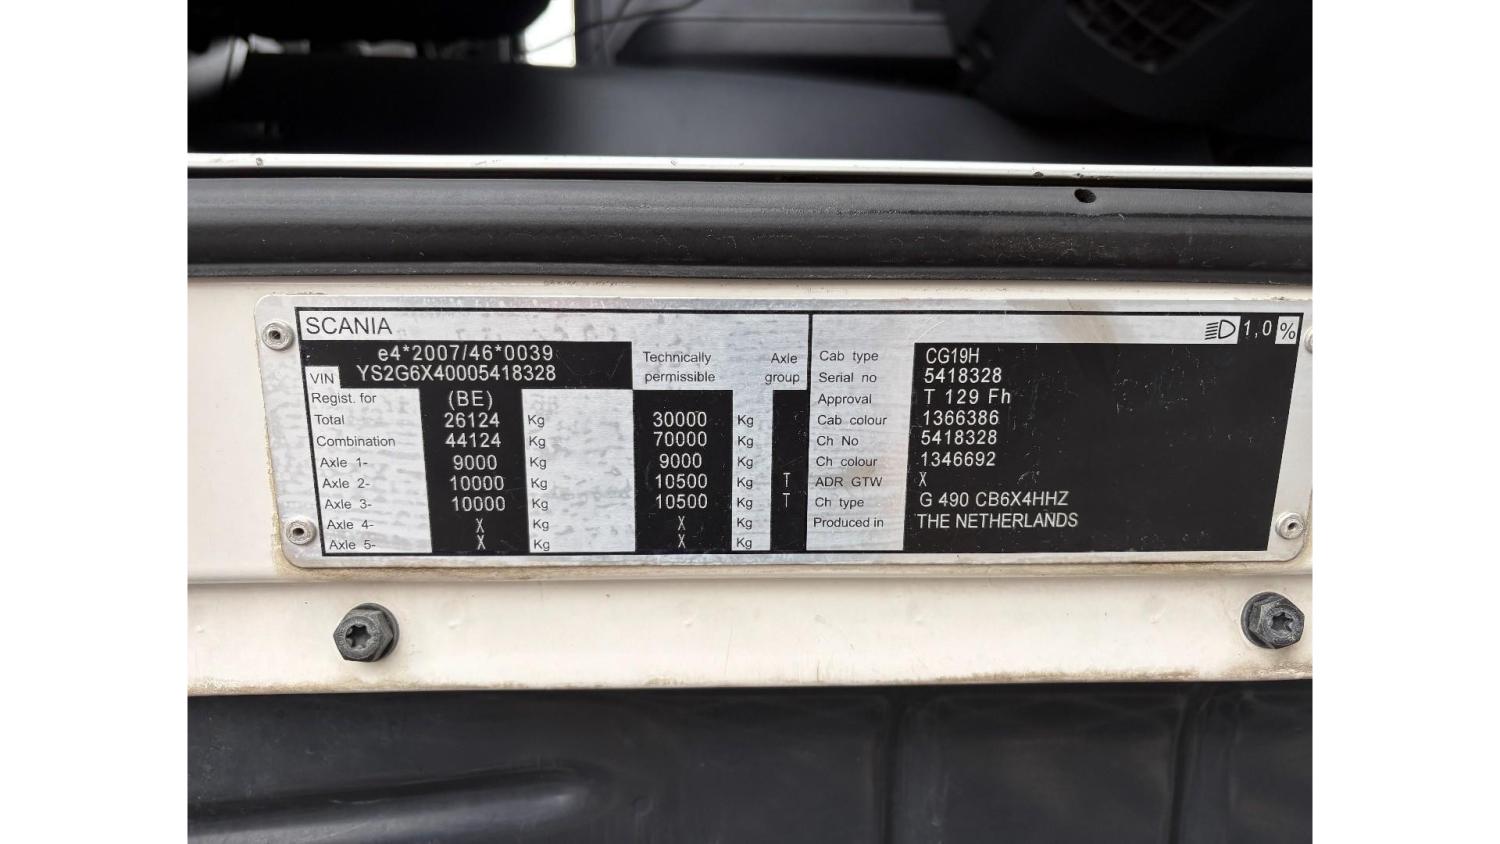 SCANIA
e4*2007/46*0039
VIN YS2G6X40005418328
Technically permissible
Axle group
Regist. for (BE)
Total 26124 Kg 30000 Kg
Combination 44124 Kg 70000 Kg
Axle 1- 9000 Kg 9000 Kg
Axle 2- 10000 Kg 10500 Kg T
Axle 3- 10000 Kg 10500 Kg T
Axle 4- X Kg X Kg
Axle 5- X Kg X Kg
1,0 %
Cab type CG19H
Serial no 5418328
Approval T 129 Fh
Cab colour 1366386
Ch No 5418328
Ch colour 1346692
ADR GTW X
Ch type G 490 CB6X4HHZ
Produced in THE NETHERLANDS